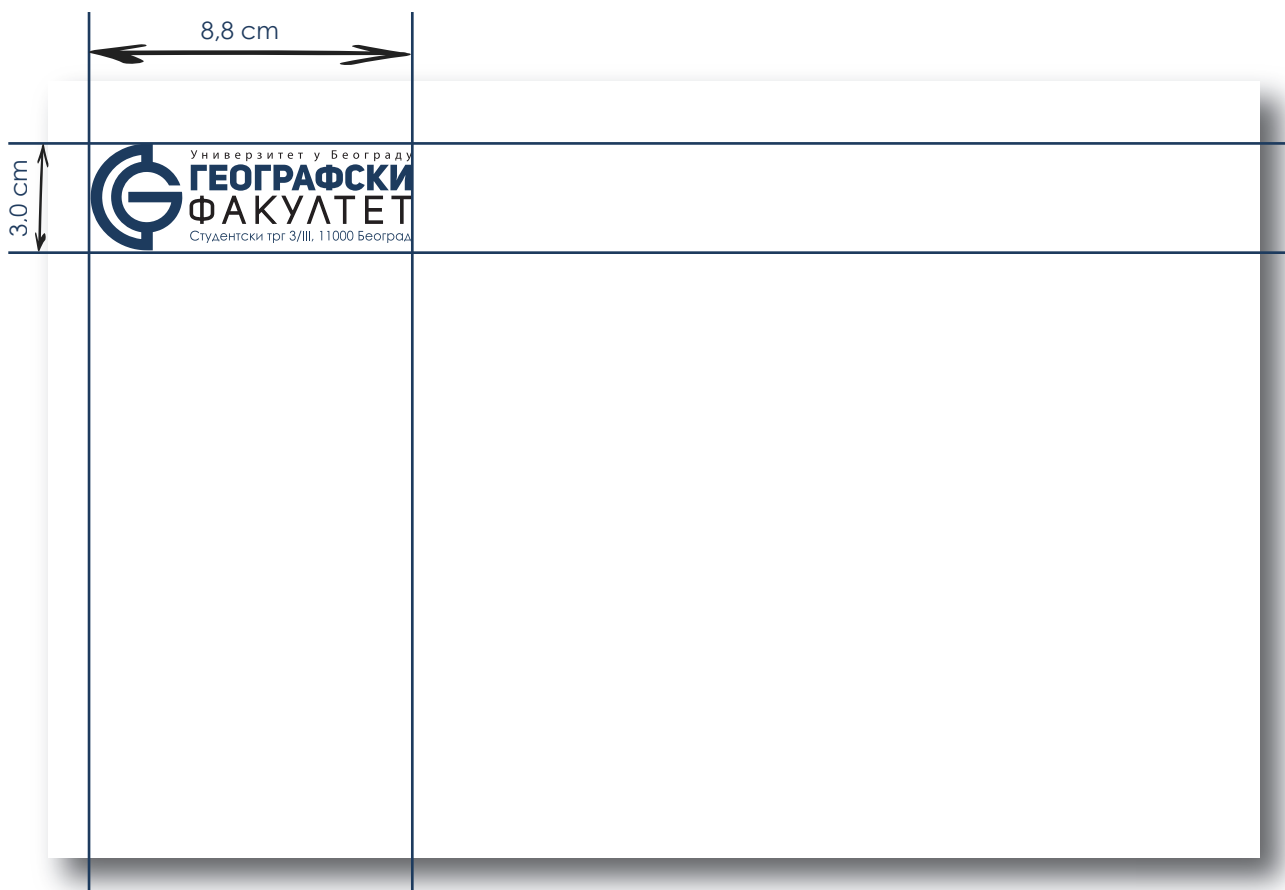 8,8 cm
3.0 cm
Универзитет у Београду
ГЕОГРАФСКИ
ФАКУЛТЕТ
Студентски трг 3/III, 11000 Београд